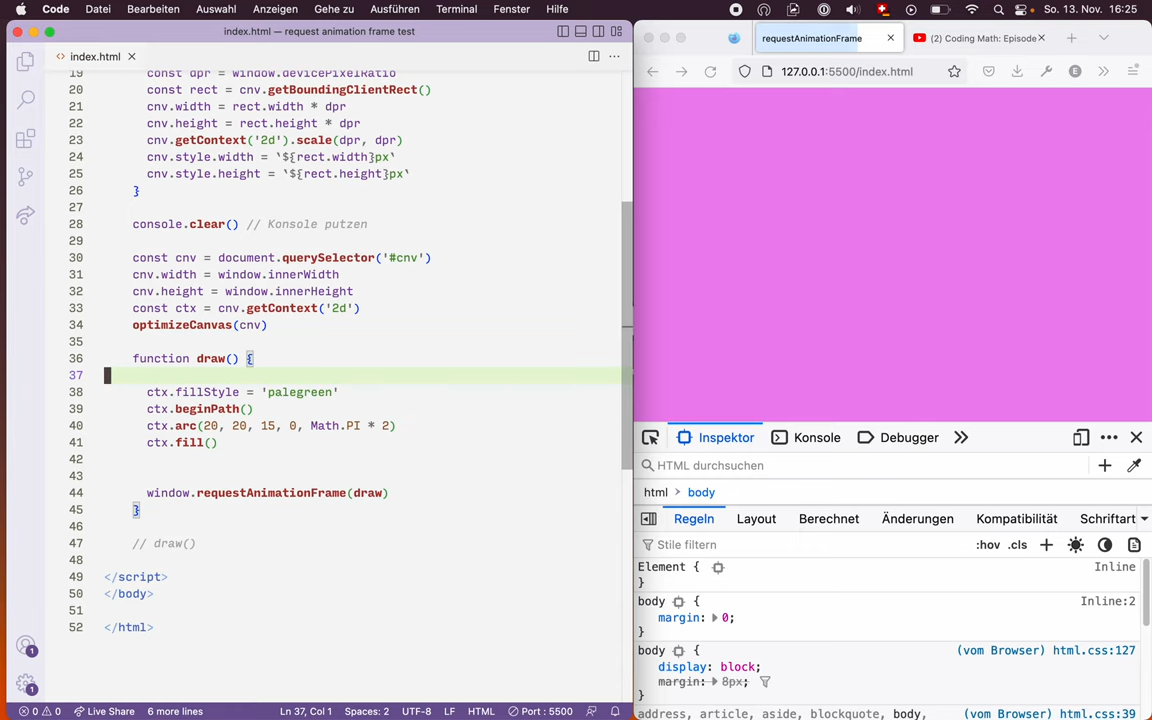 Code Datei Bearbeiten Auswahl Anzeigen Gehe zu Ausführen Terminal Fenster Hilfe So. 13. Nov. 16:25
index.html — request animation frame test
index.html
19 const dpr = window.devicePixelRatio
20 const rect = cnv.getBoundingClientRect()
21 cnv.width = rect.width * dpr
22 cnv.height = rect.height * dpr
23 cnv.getContext('2d').scale(dpr, dpr)
24 cnv.style.width = `${rect.width}px`
25 cnv.style.height = `${rect.height}px`
26 }
27
28 console.clear() // Konsole putzen
29
30 const cnv = document.querySelector('#cnv')
31 cnv.width = window.innerWidth
32 cnv.height = window.innerHeight
33 const ctx = cnv.getContext('2d')
34 optimizeCanvas(cnv)
35
36 function draw() {
37
38 ctx.fillStyle = 'palegreen'
39 ctx.beginPath()
40 ctx.arc(20, 20, 15, 0, Math.PI * 2)
41 ctx.fill()
42
43
44 window.requestAnimationFrame(draw)
45 }
46
47 // draw()
48
49 </script>
50 </body>
51
52 </html>
1
1
0 0 Live Share 6 more lines Ln 37, Col 1 Spaces: 2 UTF-8 LF HTML Port : 5500
requestAnimationFrame (2) Coding Math: Episode
127.0.0.1:5500/index.html E
Inspektor Konsole Debugger
HTML durchsuchen
html body
Regeln Layout Berechnet Änderungen Kompatibilität Schriftart
Stile filtern :hov .cls
Element { Inline
}
body { Inline:2
margin: 0;
}
body { (vom Browser) html.css:127
display: block;
margin: 8px;
}
address, article, aside, blockquote, body, (vom Browser) html.css:39